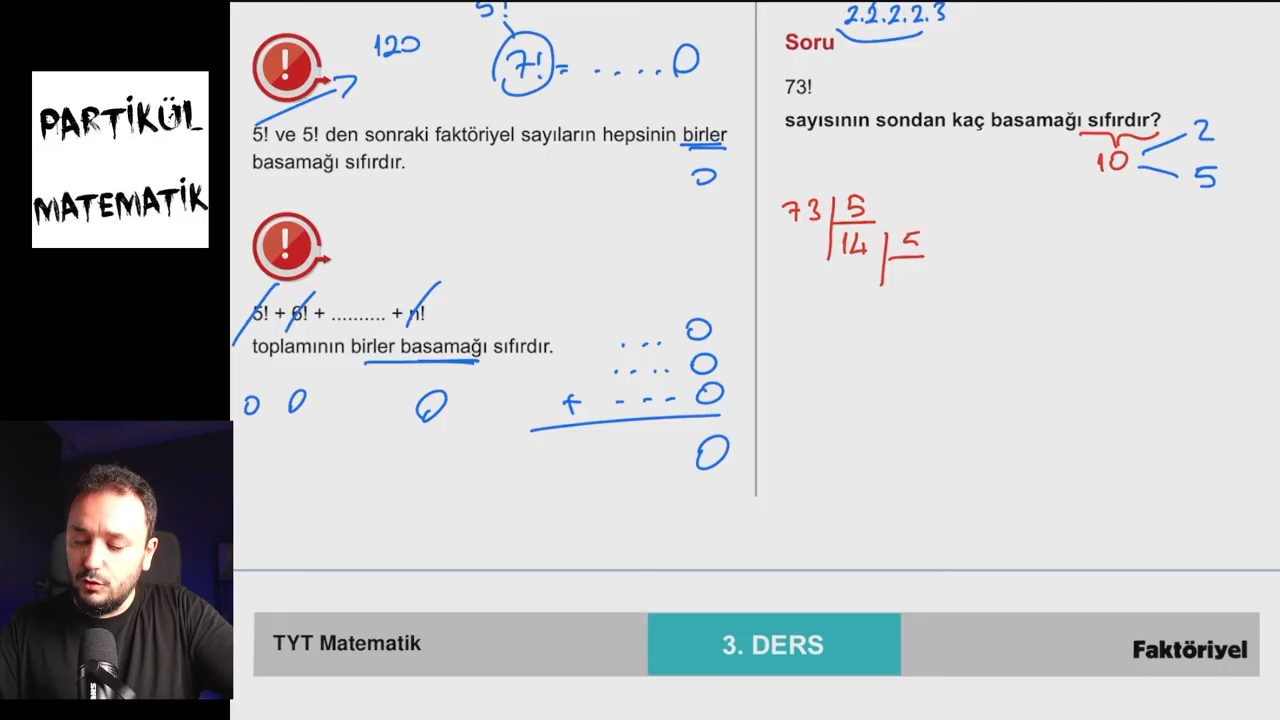 PARTİKÜL
MATEMATİK
5!
120
7! = .....0
5! ve 5! den sonraki faktöriyel sayıların hepsinin birler
basamağı sıfırdır.
0
5! + 6! + .......... + n!
toplamının birler basamağı sıfırdır.
0 0 0
... 0
.... 0
+ ---- 0
0
2.2.2.2.3
Soru
73!
sayısının sondan kaç basamağı sıfırdır?
10
2
5
73 5
14 5
TYT Matematik
3. DERS
Faktöriyel